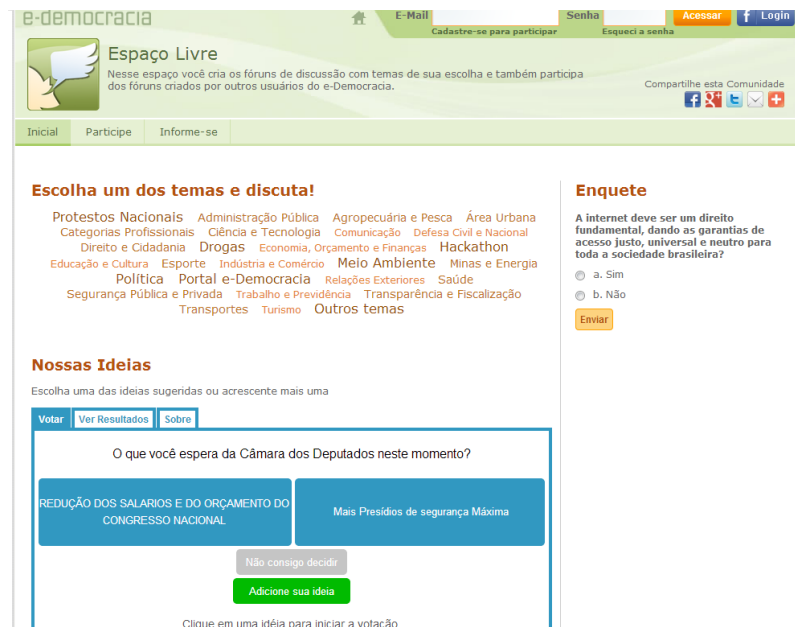 e-democracia
E-Mail
Senha
Acessar
f Login
Cadastre-se para participar
Esqueci a senha
Espaço Livre
Nesse espaço você cria os fóruns de discussão com temas de sua escolha e também participa
dos fóruns criados por outros usuários do e-Democracia.
Compartilhe esta Comunidade
Inicial Participe Informe-se
Escolha um dos temas e discuta!
Protestos Nacionais Administração Pública Agropecuária e Pesca Área Urbana
Categorias Profissionais Ciência e Tecnologia Comunicação Defesa Civil e Nacional
Direito e Cidadania Drogas Economia, Orçamento e Finanças Hackathon
Educação e Cultura Esporte Indústria e Comércio Meio Ambiente Minas e Energia
Política Portal e-Democracia Relações Exteriores Saúde
Segurança Pública e Privada Trabalho e Previdência Transparência e Fiscalização
Transportes Turismo Outros temas
Enquete
A internet deve ser um direito
fundamental, dando as garantias de
acesso justo, universal e neutro para
toda a sociedade brasileira?
a. Sim
b. Não
Enviar
Nossas Ideias
Escolha uma das ideias sugeridas ou acrescente mais uma
Votar Ver Resultados Sobre
O que você espera da Câmara dos Deputados neste momento?
REDUÇÃO DOS SALARIOS E DO ORÇAMENTO DO
CONGRESSO NACIONAL
Mais Presídios de segurança Máxima
Não consigo decidir
Adicione sua ideia
Clique em uma idéia para iniciar a votação